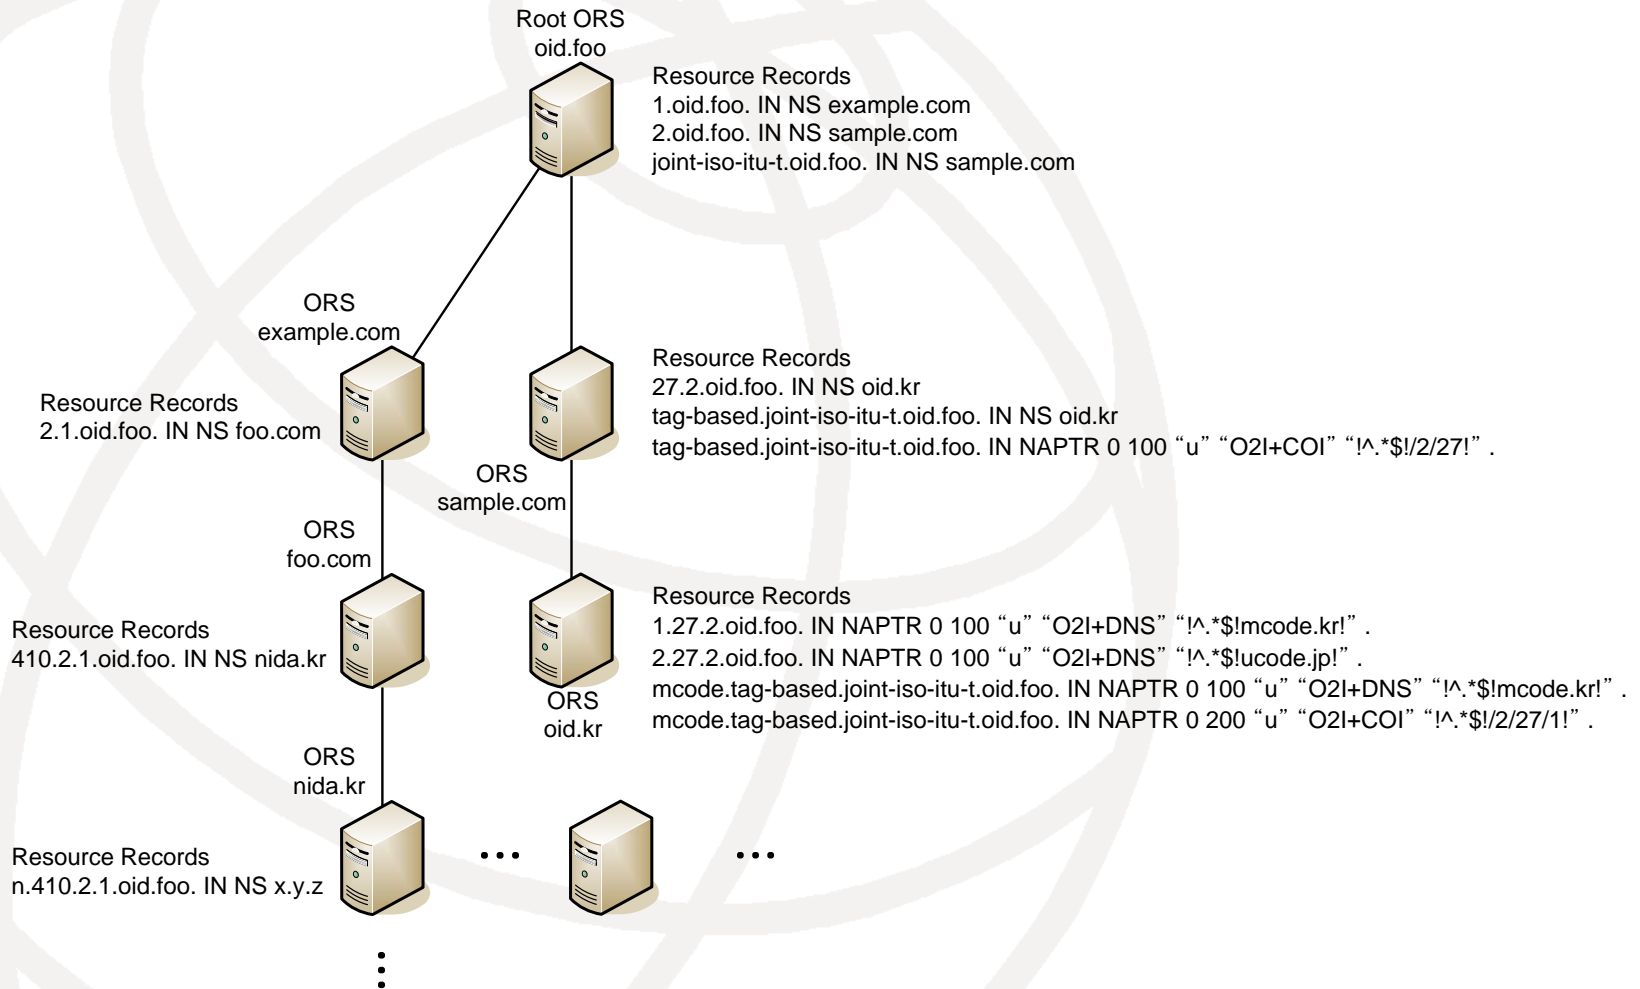 Root ORS
oid.foo
Resource Records
1.oid.foo. IN NS example.com
2.oid.foo. IN NS sample.com
joint-iso-itu-t.oid.foo. IN NS sample.com
ORS
example.com
Resource Records
2.1.oid.foo. IN NS foo.com
Resource Records
27.2.oid.foo. IN NS oid.kr
tag-based.joint-iso-itu-t.oid.foo. IN NS oid.kr
tag-based.joint-iso-itu-t.oid.foo. IN NAPTR 0 100 “u” “O2I+COI” “!^.*$!/2/27!” .
ORS
sample.com
ORS
foo.com
Resource Records
410.2.1.oid.foo. IN NS nida.kr
Resource Records
1.27.2.oid.foo. IN NAPTR 0 100 “u” “O2I+DNS” “!^.*$!mcode.kr!” .
2.27.2.oid.foo. IN NAPTR 0 100 “u” “O2I+DNS” “!^.*$!ucode.jp!” .
mcode.tag-based.joint-iso-itu-t.oid.foo. IN NAPTR 0 100 “u” “O2I+DNS” “!^.*$!mcode.kr!” .
mcode.tag-based.joint-iso-itu-t.oid.foo. IN NAPTR 0 200 “u” “O2I+COI” “!^.*$!/2/27/1!” .
ORS
oid.kr
ORS
nida.kr
Resource Records
n.410.2.1.oid.foo. IN NS x.y.z